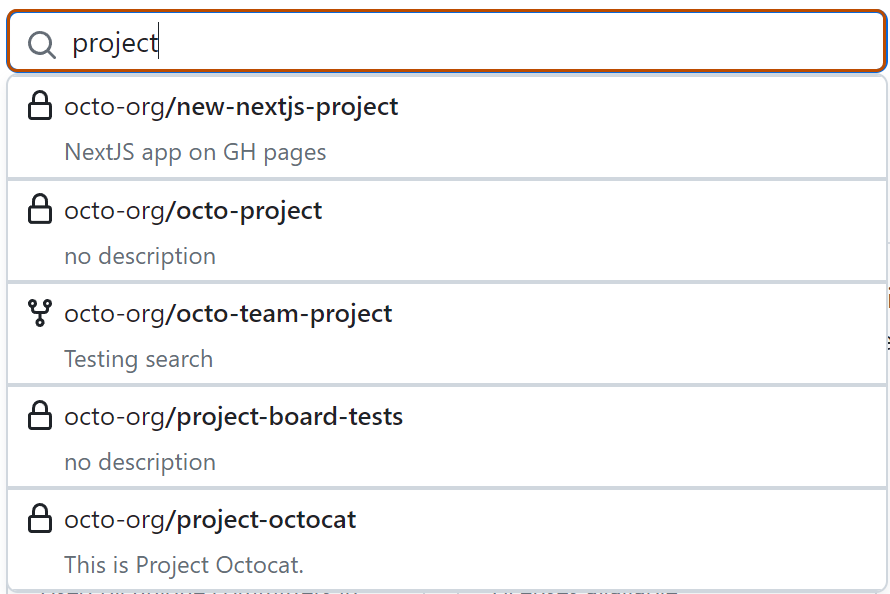 project
octo-org/new-nextjs-project
NextJS app on GH pages
octo-org/octo-project
no description
octo-org/octo-team-project
Testing search
octo-org/project-board-tests
no description
octo-org/project-octocat
This is Project Octocat.